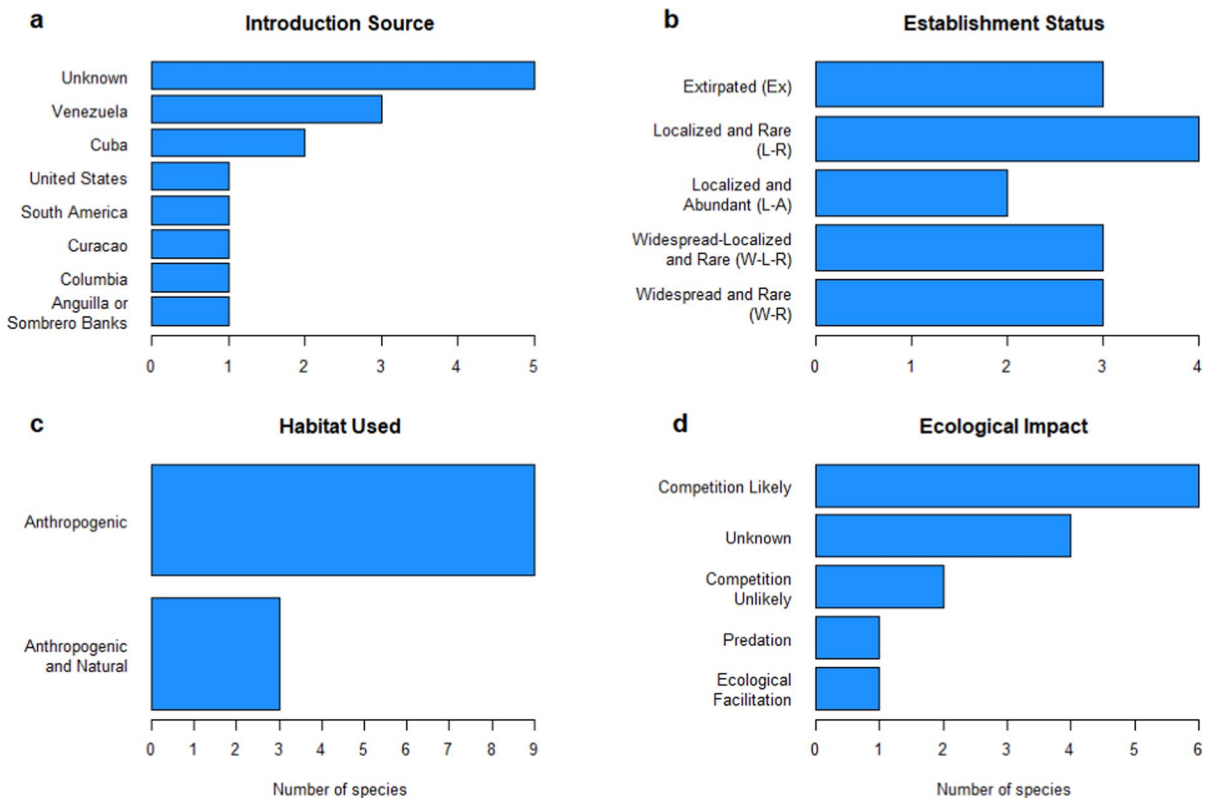 a
Introduction Source
Unknown
Venezuela
Cuba
United States
South America
Curacao
Columbia
Anguilla or
Sombrero Banks
0 1 2 3 4 5
b
Establishment Status
Extirpated (Ex)
Localized and Rare
(L-R)
Localized and
Abundant (L-A)
Widespread-Localized
and Rare (W-L-R)
Widespread and Rare
(W-R)
0 1 2 3 4
c
Habitat Used
Anthropogenic
Anthropogenic
and Natural
0 1 2 3 4 5 6 7 8 9
Number of species
d
Ecological Impact
Competition Likely
Unknown
Competition
Unlikely
Predation
Ecological
Facilitation
0 1 2 3 4 5 6
Number of species